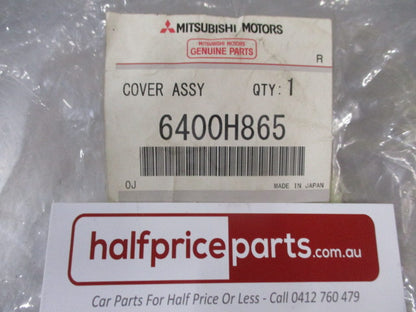 MITSUBISHI MOTORS
MITSUBISHI MOTORS
GENUINE PARTS
R
COVER ASSY QTY: 1
6400H865
OJ MADE IN JAPAN
halfpriceparts.com.au
Car Parts For Half Price Or Less - Call 0412 760 479